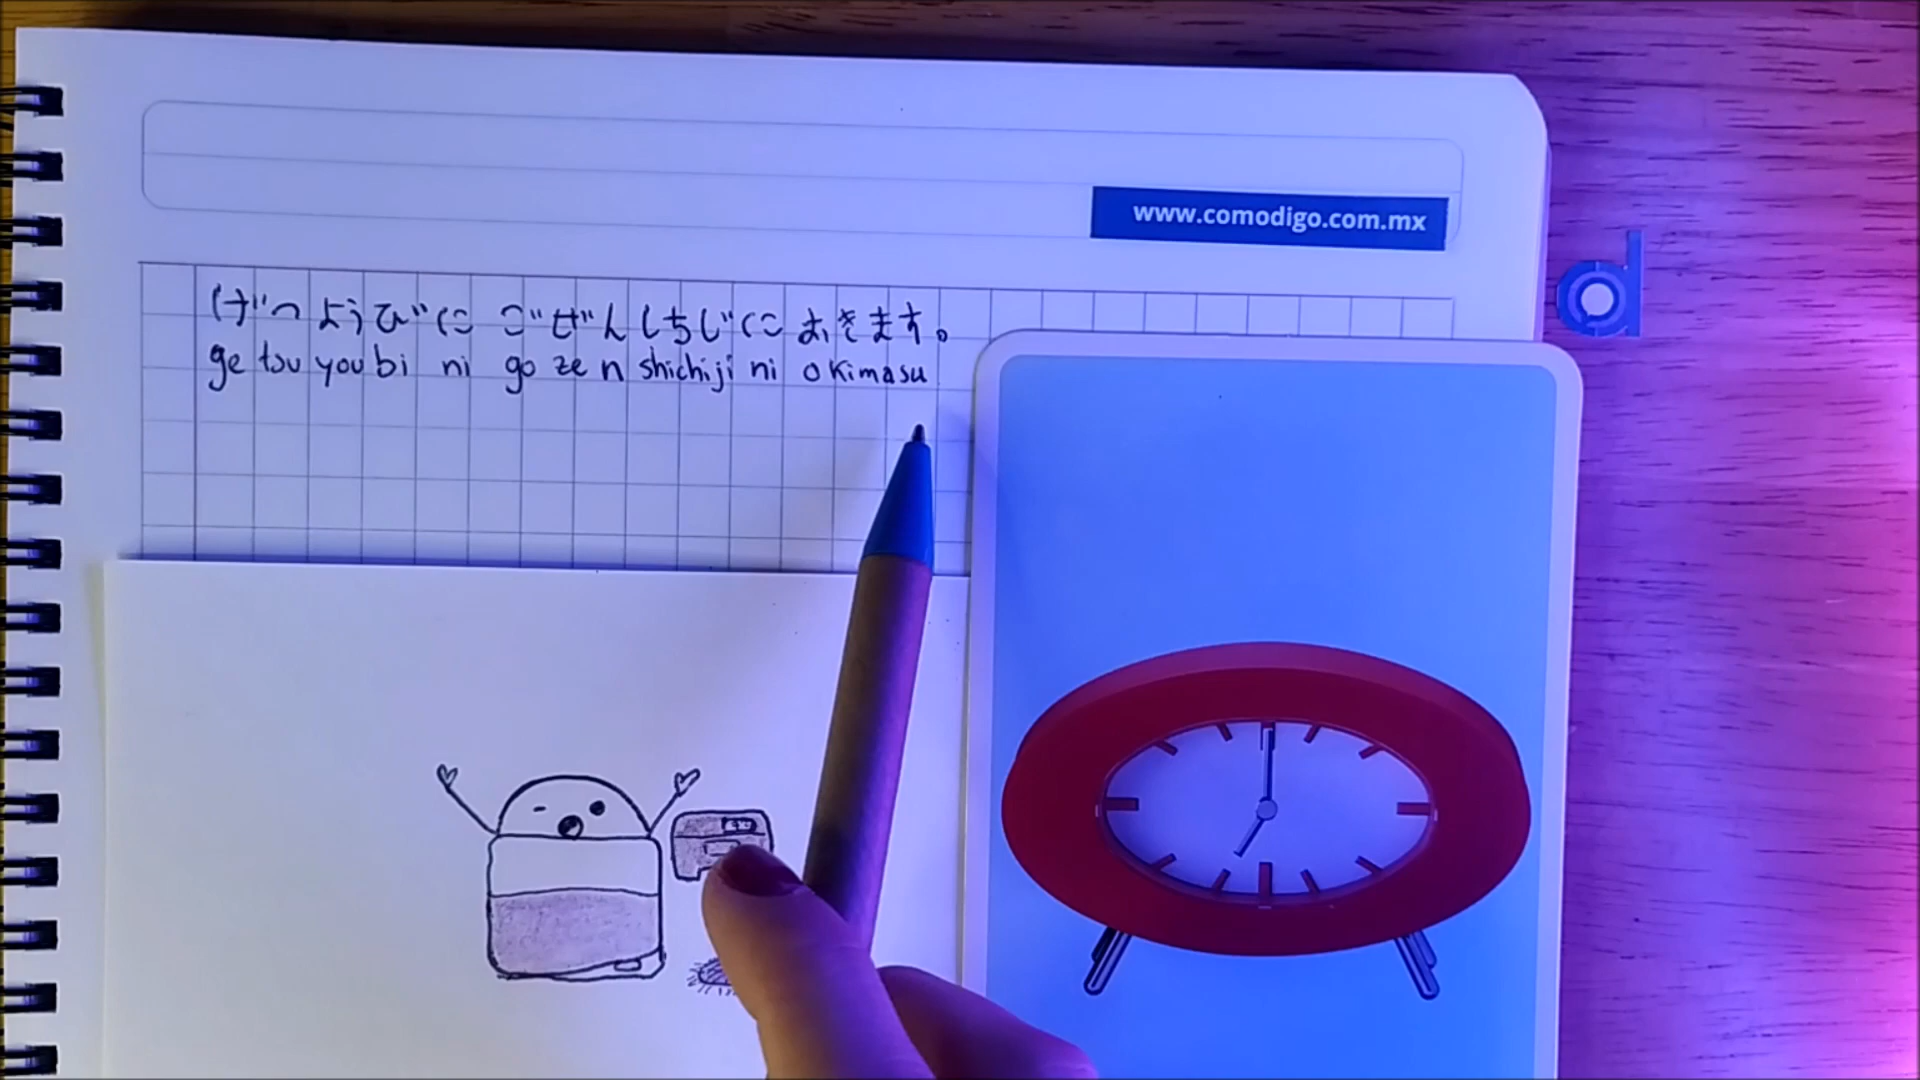 www.comodigo.com.mx
げつようびに ごぜんしちじに おきます。
ge tsu you bi ni go ze n shichiji ni okimasu
d